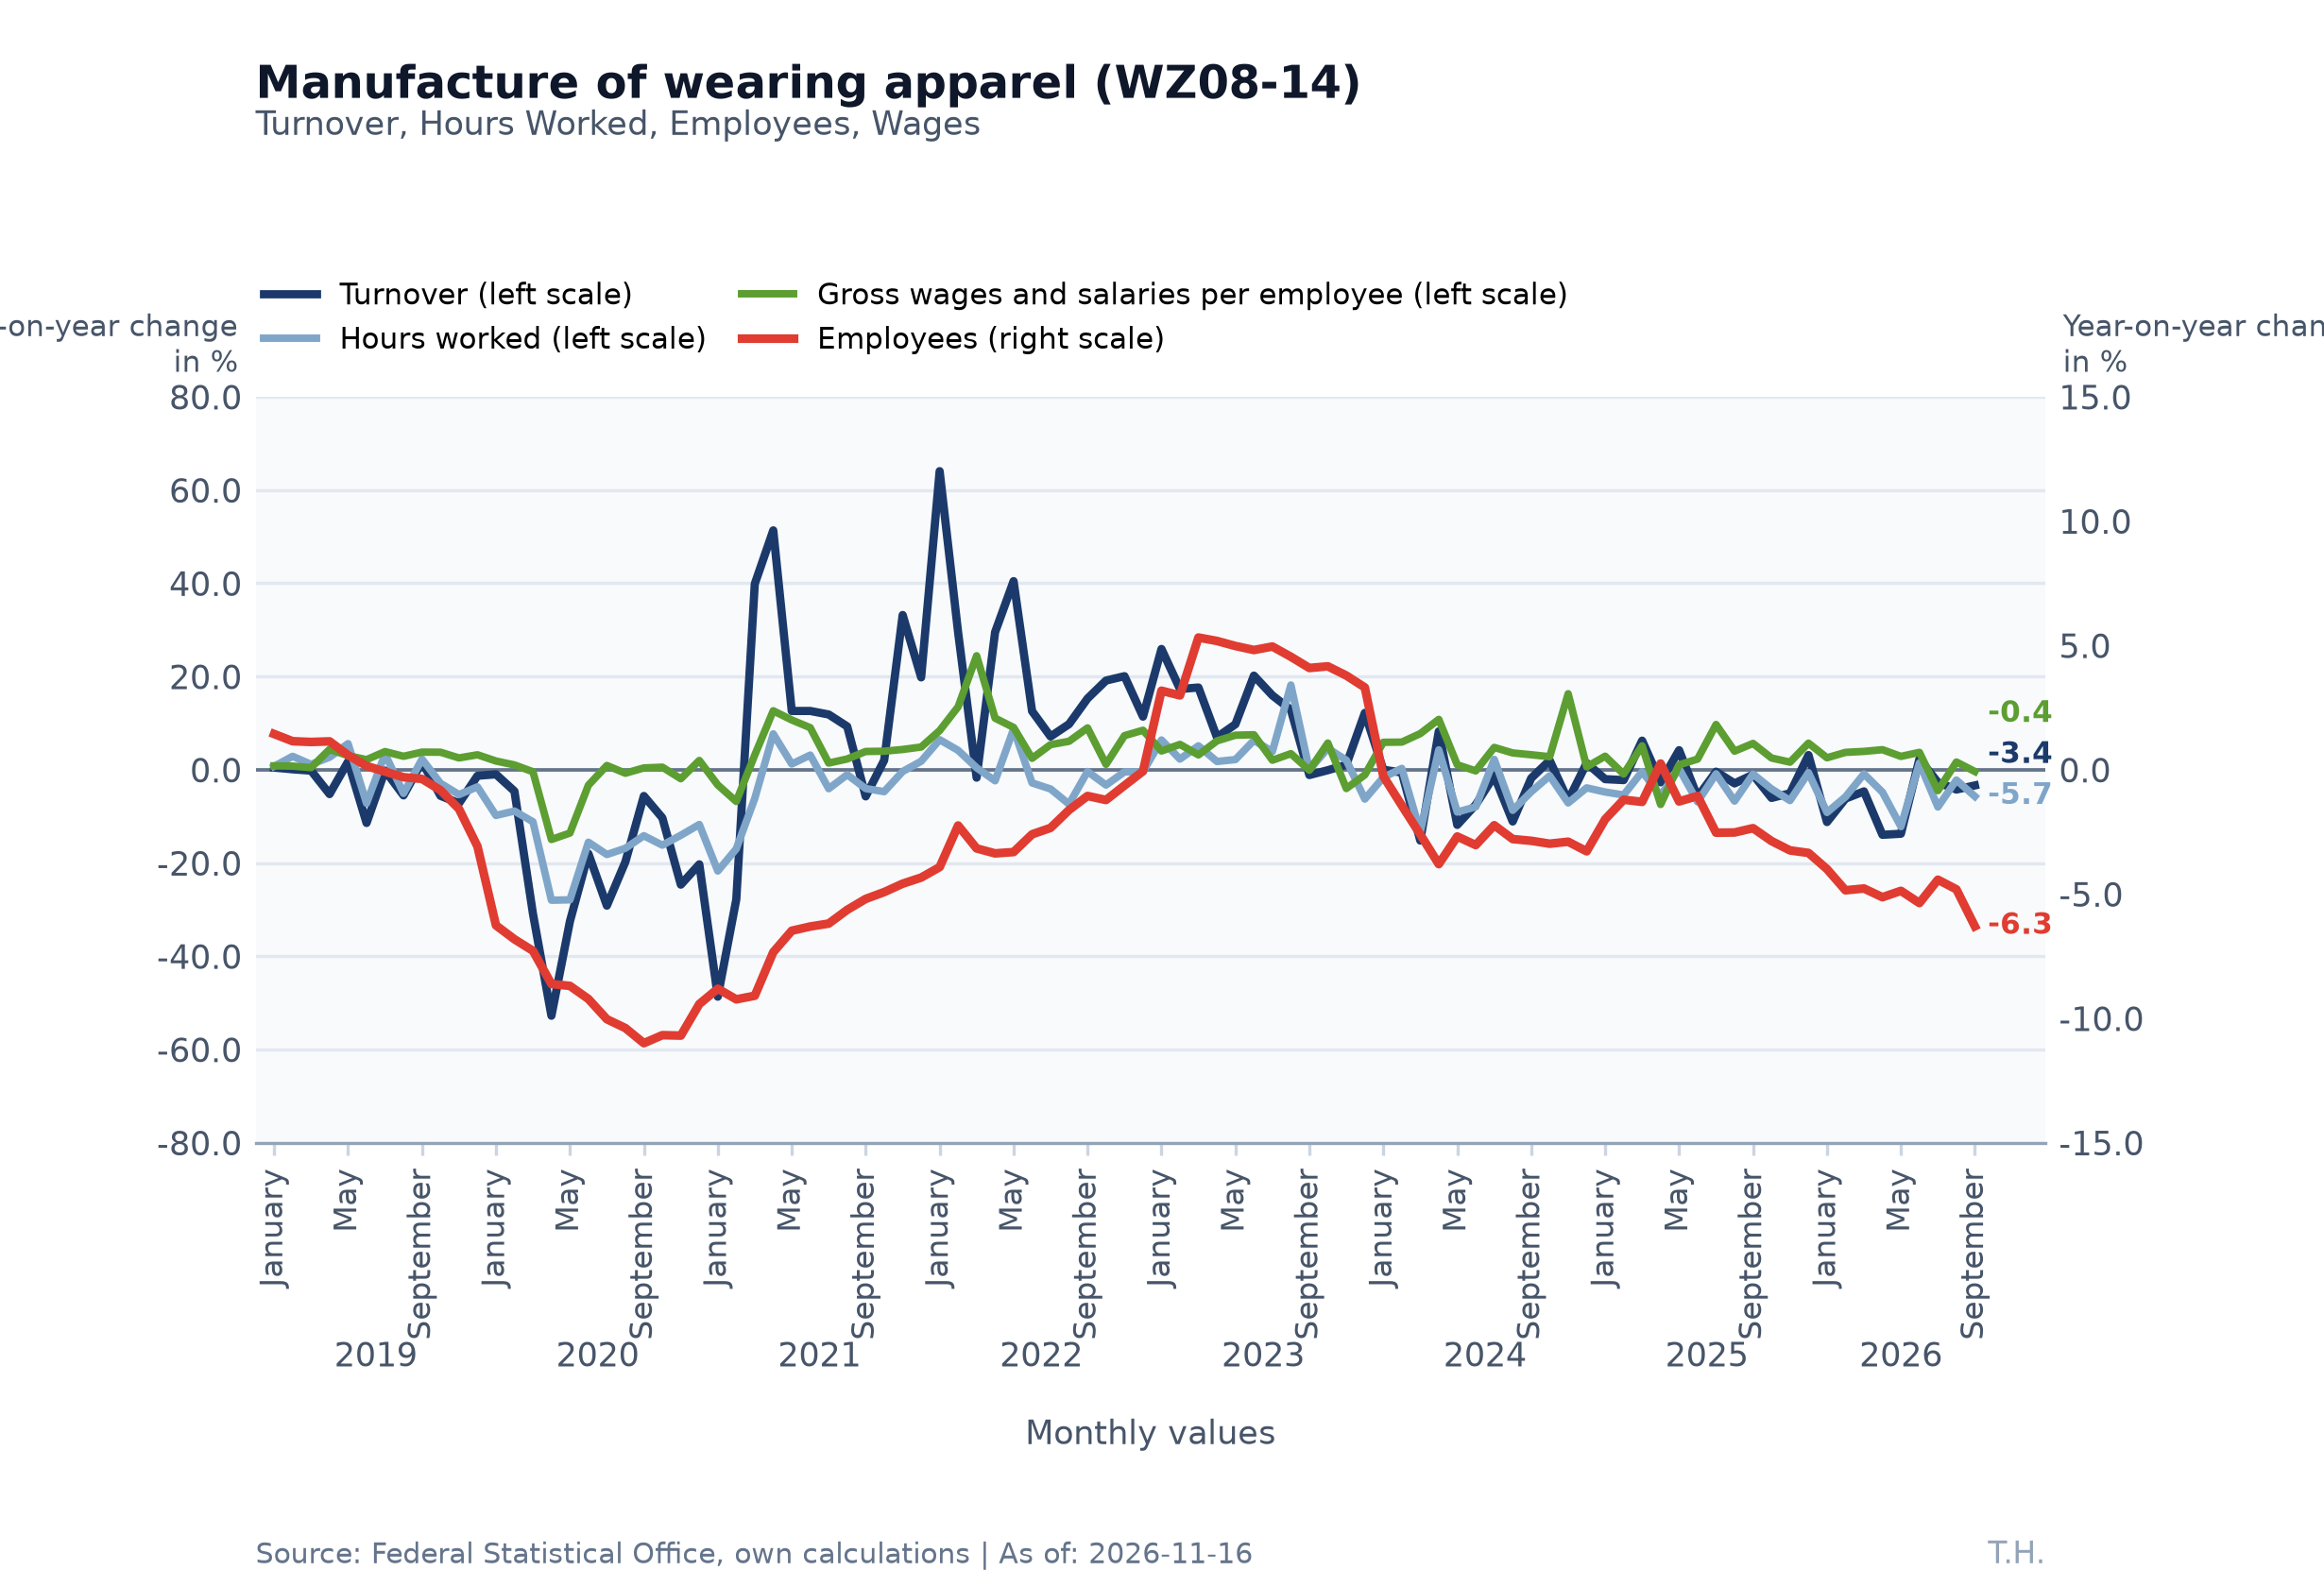 Manufacture of wearing apparel (WZ08-14)
Turnover, Hours Worked, Employees, Wages
Turnover (left scale)
Gross wages and salaries per employee (left scale)
Hours worked (left scale)
Employees (right scale)
-on-year change
in %
Year-on-year chan
in %
80.0
60.0
40.0
20.0
0.0
-20.0
-40.0
-60.0
-80.0
15.0
10.0
5.0
0.0
-5.0
-10.0
-15.0
-0.4
-3.4
-5.7
-6.3
January
May
September
January
May
September
January
May
September
January
May
September
January
May
September
January
May
September
January
May
September
January
May
September
2019
2020
2021
2022
2023
2024
2025
2026
Monthly values
Source: Federal Statistical Office, own calculations | As of: 2026-11-16
T.H.